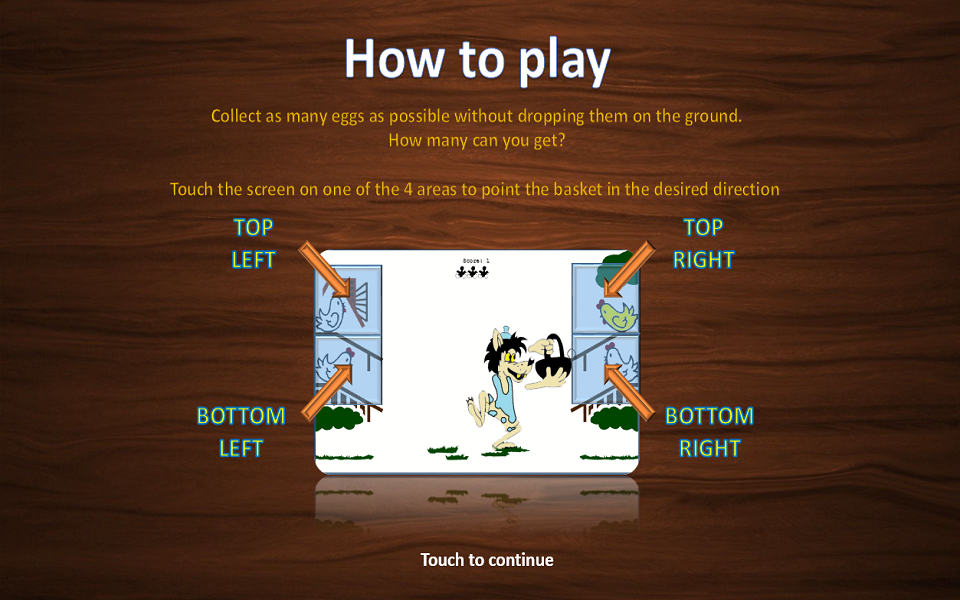 How to play
Collect as many eggs as possible without dropping them on the ground.
How many can you get?
Touch the screen on one of the 4 areas to point the basket in the desired direction
TOP
LEFT
TOP
RIGHT
Score: 1
BOTTOM
LEFT
BOTTOM
RIGHT
Touch to continue